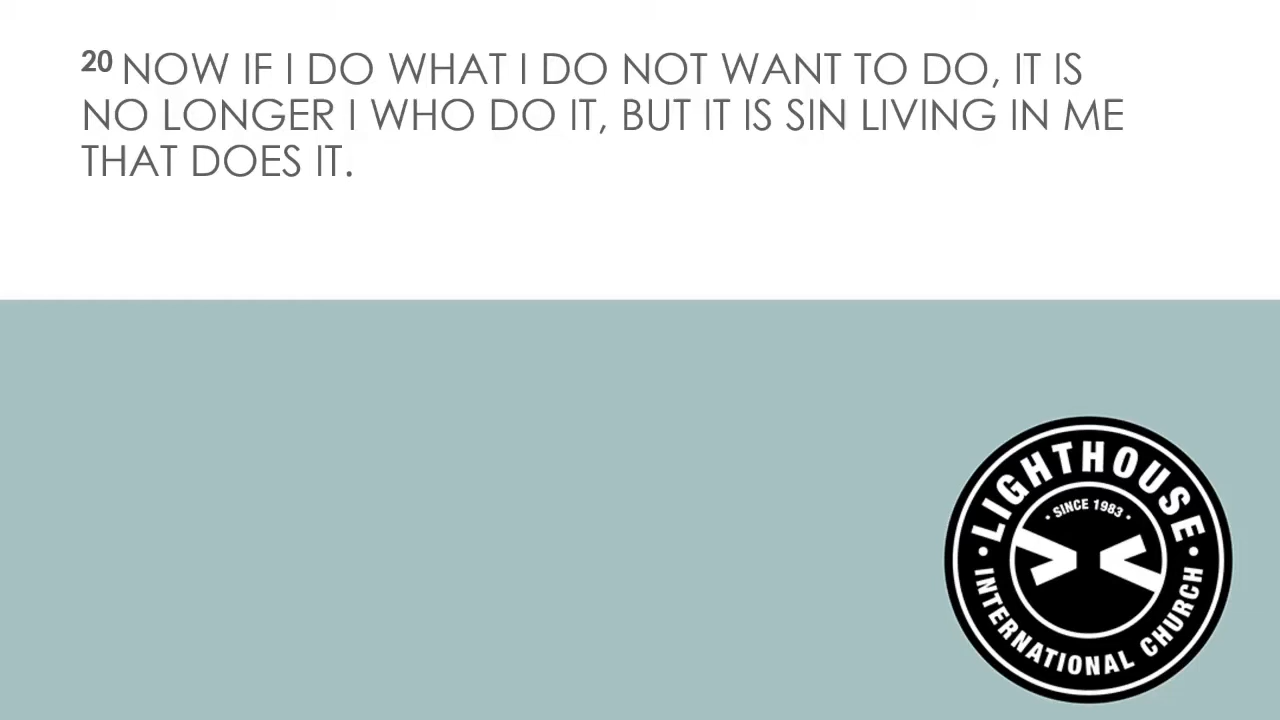 20 NOW IF I DO WHAT I DO NOT WANT TO DO, IT IS
NO LONGER I WHO DO IT, BUT IT IS SIN LIVING IN ME
THAT DOES IT.
LIGHTHOUSE
• SINCE 1983 •
• INTERNATIONAL CHURCH •